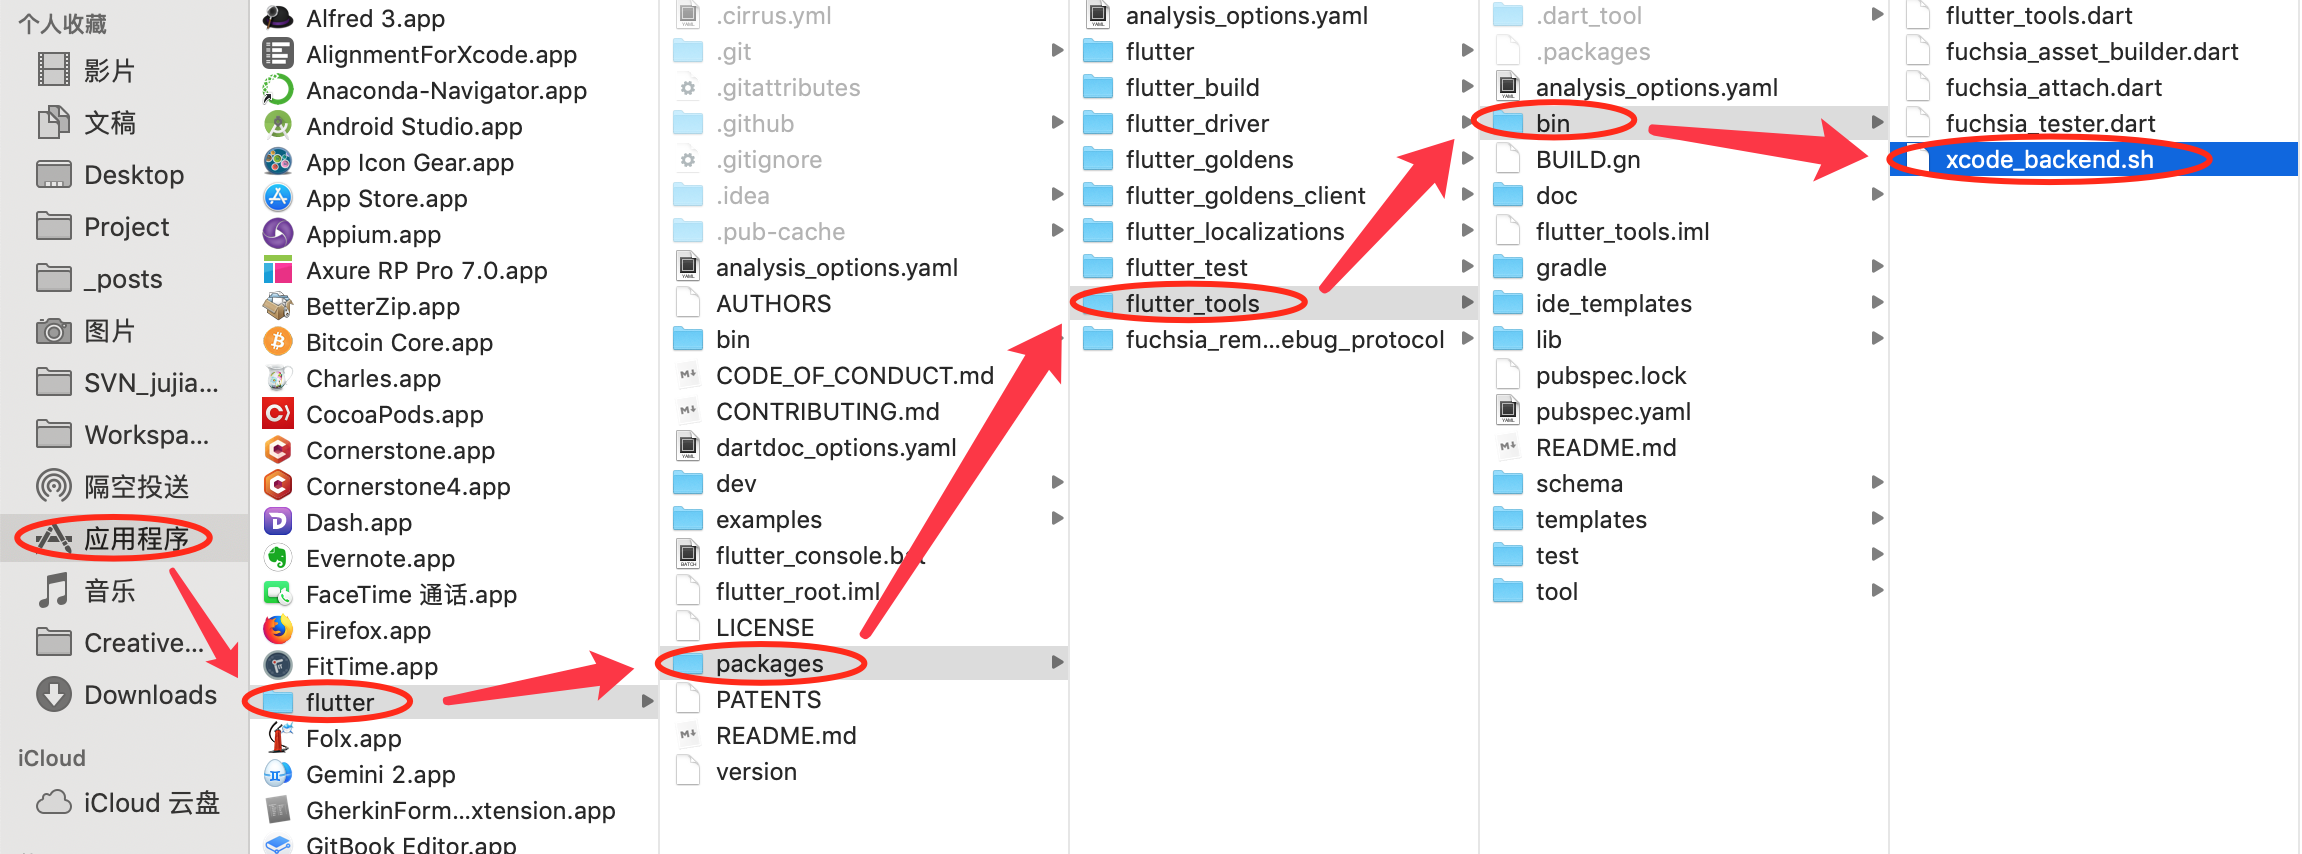 个人收藏
影片
文稿
Desktop
Project
_posts
图片
SVN_jujia...
Workspa...
隔空投送
应用程序
音乐
Creative...
Downloads
iCloud
iCloud 云盘
Alfred 3.app
AlignmentForXcode.app
Anaconda-Navigator.app
Android Studio.app
App Icon Gear.app
App Store.app
Appium.app
Axure RP Pro 7.0.app
BetterZip.app
Bitcoin Core.app
Charles.app
CocoaPods.app
Cornerstone.app
Cornerstone4.app
Dash.app
Evernote.app
FaceTime 通话.app
Firefox.app
FitTime.app
flutter
Folx.app
Gemini 2.app
GherkinForm...xtension.app
GitBook Editor.app
.cirrus.yml
.git
.gitattributes
.github
.gitignore
.idea
.pub-cache
analysis_options.yaml
AUTHORS
bin
CODE_OF_CONDUCT.md
CONTRIBUTING.md
dartdoc_options.yaml
dev
examples
flutter_console.bat
flutter_root.iml
LICENSE
packages
PATENTS
README.md
version
analysis_options.yaml
flutter
flutter_build
flutter_driver
flutter_goldens
flutter_goldens_client
flutter_localizations
flutter_test
flutter_tools
fuchsia_rem...ebug_protocol
.dart_tool
.packages
analysis_options.yaml
bin
BUILD.gn
doc
flutter_tools.iml
gradle
ide_templates
lib
pubspec.lock
pubspec.yaml
README.md
schema
templates
test
tool
flutter_tools.dart
fuchsia_asset_builder.dart
fuchsia_attach.dart
fuchsia_tester.dart
xcode_backend.sh